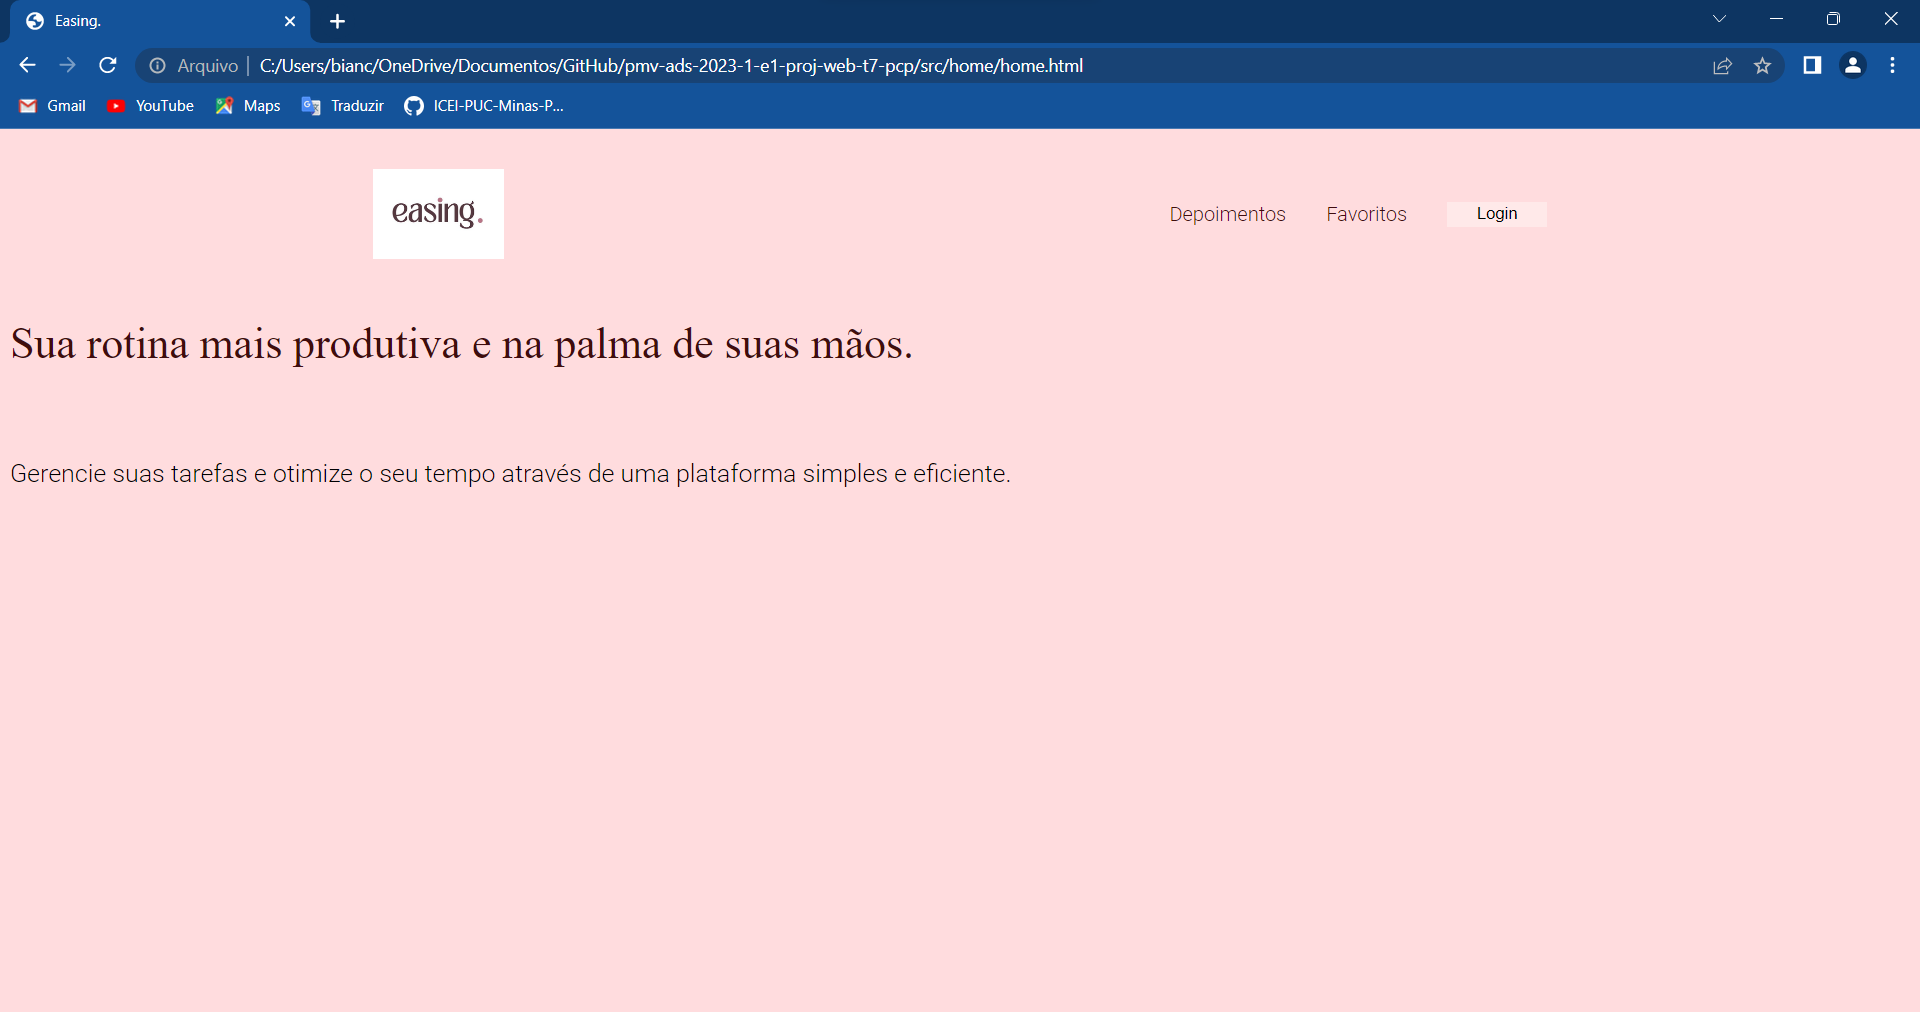 Easing.
Arquivo
C:/Users/bianc/OneDrive/Documentos/GitHub/pmv-ads-2023-1-e1-proj-web-t7-pcp/src/home/home.html
Gmail YouTube Maps Traduzir ICEI-PUC-Minas-P...
easing.
Depoimentos Favoritos Login
Sua rotina mais produtiva e na palma de suas mãos.
Gerencie suas tarefas e otimize o seu tempo através de uma plataforma simples e eficiente.